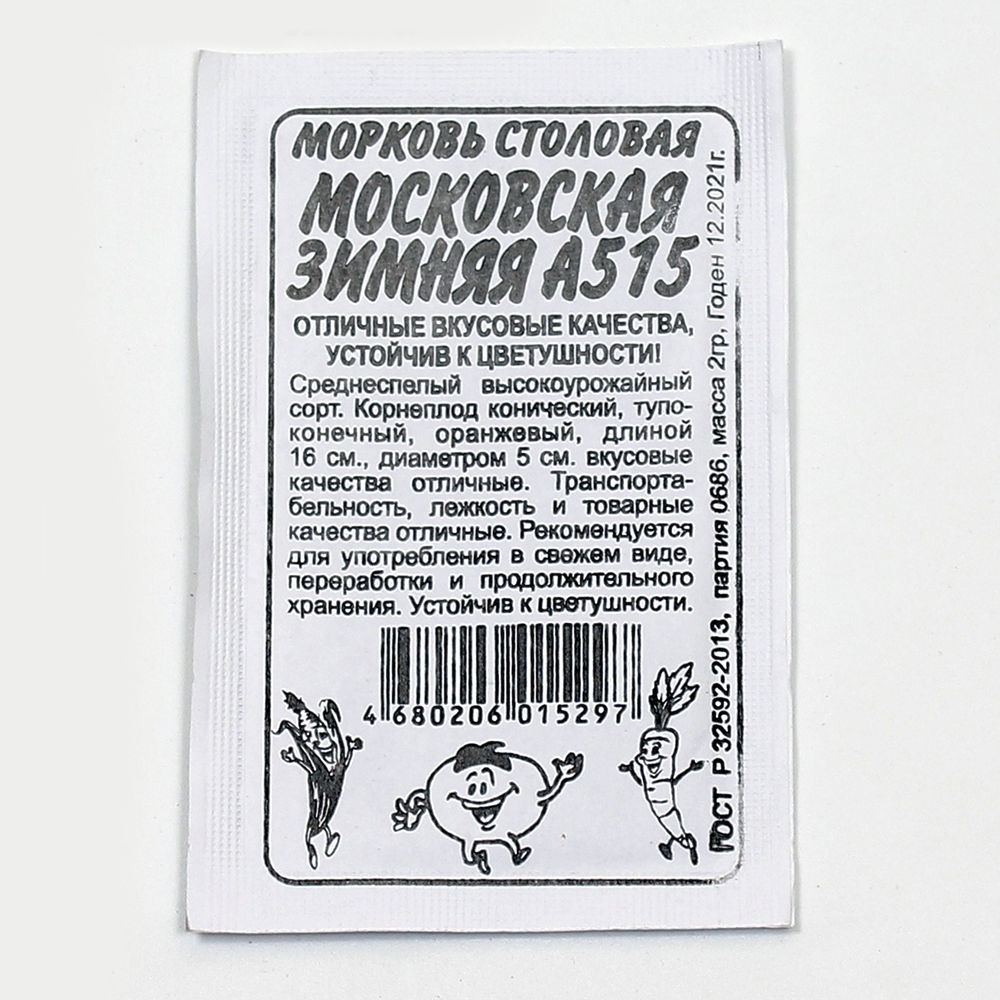 МОРКОВЬ СТОЛОВАЯ
МОСКОВСКАЯ
ЗИМНЯЯ А515
ОТЛИЧНЫЕ ВКУСОВЫЕ КАЧЕСТВА,
УСТОЙЧИВ К ЦВЕТУШНОСТИ!
Среднеспелый высокоурожайный
сорт. Корнеплод конический, тупо-
конечный, оранжевый, длиной
16 см., диаметром 5 см. вкусовые
качества отличные. Транспорта-
бельность, лежкость и товарные
качества отличные. Рекомендуется
для употребления в свежем виде,
переработки и продолжительного
хранения. Устойчив к цветушности.
4 680206 015297
ГОСТ Р 32592-2013, партия 0686, масса 2гр, Годен 12.2021г.